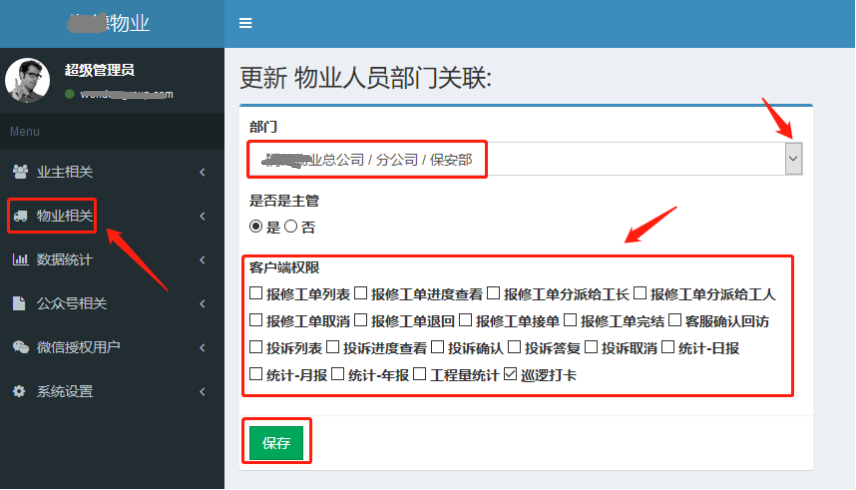 物业
超级管理员
Menu
业主相关
物业相关
数据统计
公众号相关
微信授权用户
系统设置
更新 物业人员部门关联:
部门
业总公司 / 分公司 / 保安部
是否是主管
是 否
客户端权限
报修工单列表 报修工单进度查看 报修工单分派给工长 报修工单分派给工人
报修工单取消 报修工单退回 报修工单接单 报修工单完结 客服确认回访
投诉列表 投诉进度查看 投诉确认 投诉答复 投诉取消 统计-日报
统计-月报 统计-年报 工程量统计 巡逻打卡
保存